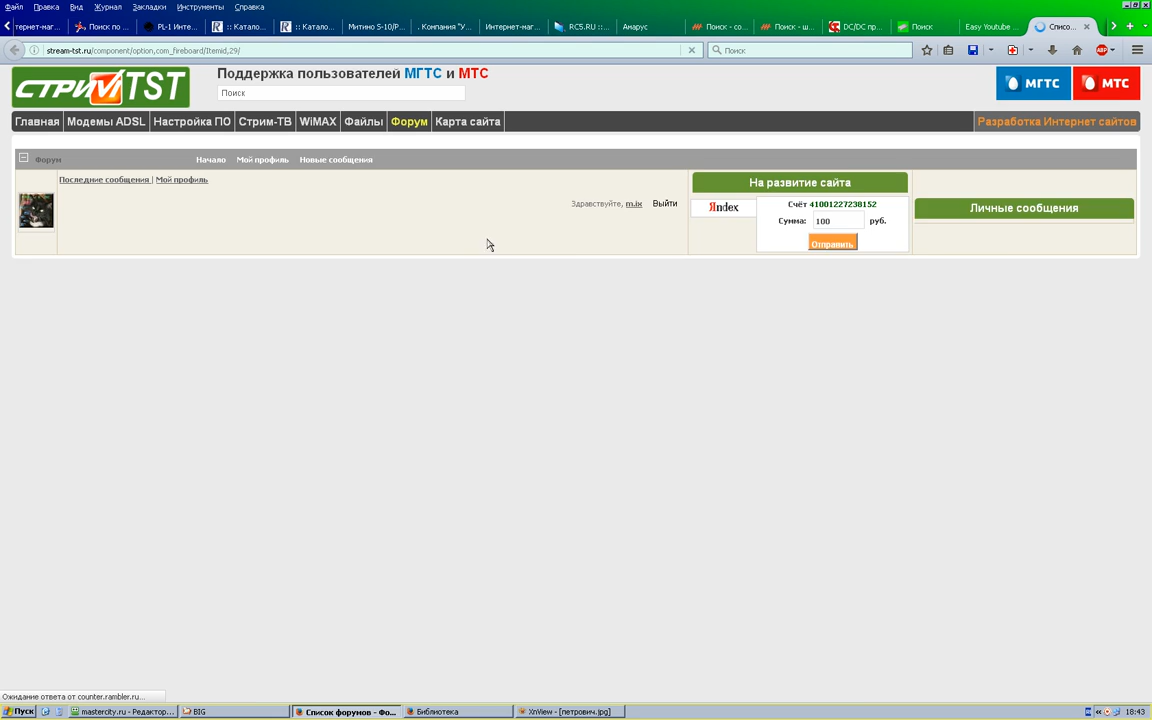 Файл Правка Вид Журнал Закладки Инструменты Справка
тернет-маг... Поиск по ... PL-1 Инте... :: Катало... :: Катало... Митино S-10/P... . Компания "У... Интернет-маг... RC5.RU ::... Амарус Поиск - со... Поиск - ш... DC/DC пр... Поиск Easy Youtube ... Списо...
stream-tst.ru/component/option,com_fireboard/Itemid,29/ Поиск ABP
СТРИМ TST
Поддержка пользователей МГТС и МТС
Поиск
МГТС МТС
Главная Модемы ADSL Настройка ПО Стрим-ТВ WiMAX Файлы Форум Карта сайта Разработка Интернет сайтов
Форум Начало Мой профиль Новые сообщения
Последние сообщения | Мой профиль
Здравствуйте, m.ix Выйти
На развитие сайта
Яndex
Счёт 41001227238152
Сумма: 100 руб.
Отправить
Личные сообщения
Ожидание ответа от counter.rambler.ru...
Пуск mastercity.ru - Редактор... BIG Список форумов - Фо... Библиотека XnView - [петрович.jpg] 18:43